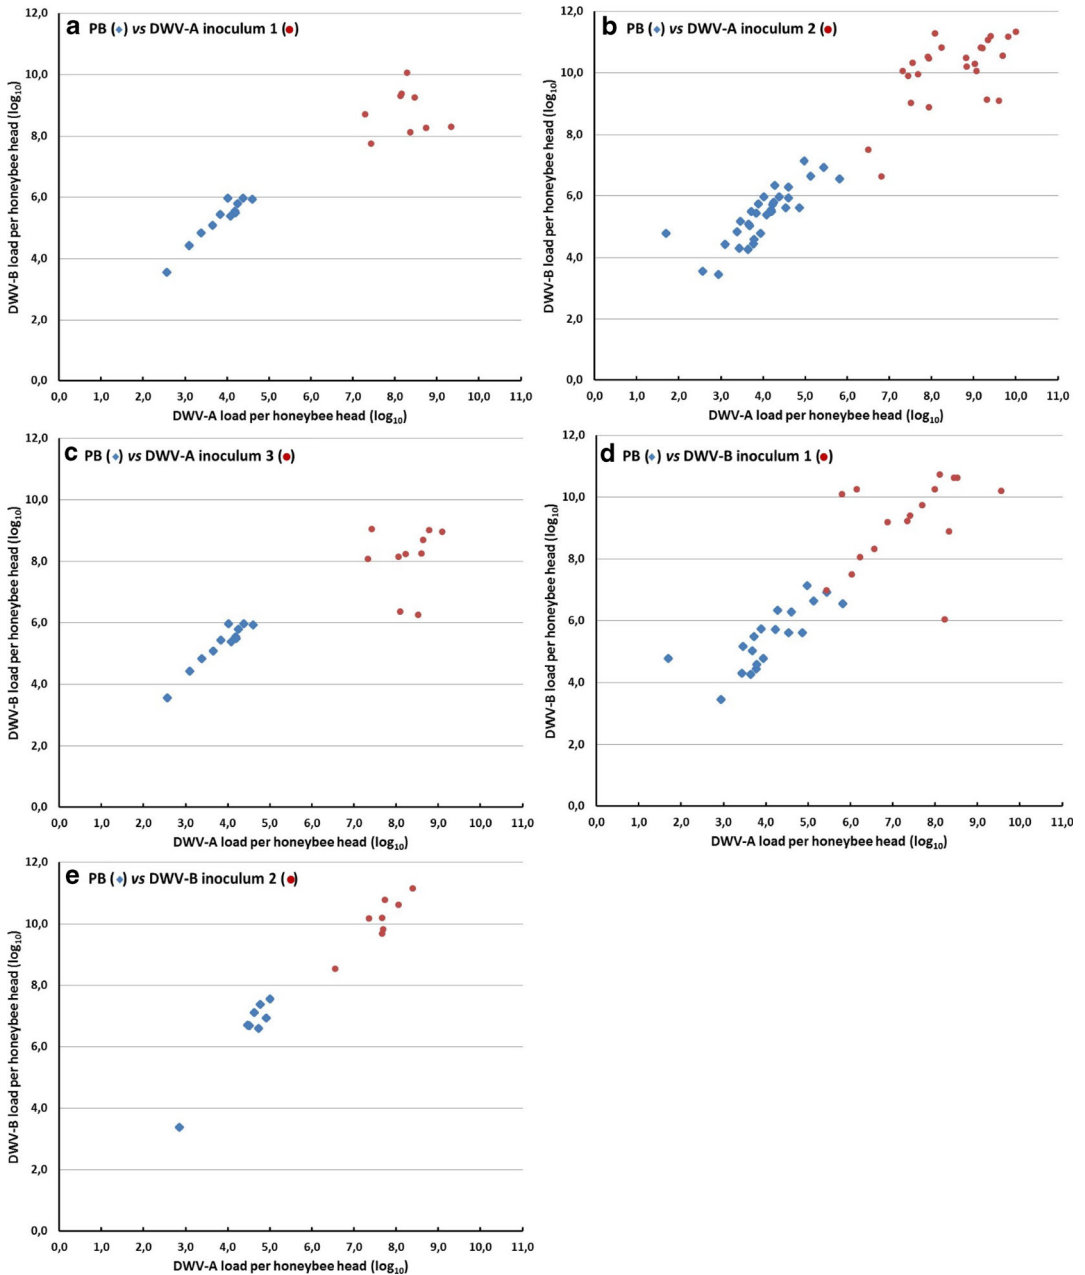 a PB (♦) vs DWV-A inoculum 1 (●)
DWV-B load per honeybee head (log10)
12,0
10,0
8,0
6,0
4,0
2,0
0,0
0,0 1,0 2,0 3,0 4,0 5,0 6,0 7,0 8,0 9,0 10,0 11,0
DWV-A load per honeybee head (log10)
b PB (♦) vs DWV-A inoculum 2 (●)
DWV-B load per honeybee head (log10)
12,0
10,0
8,0
6,0
4,0
2,0
0,0
0,0 1,0 2,0 3,0 4,0 5,0 6,0 7,0 8,0 9,0 10,0 11,0
DWV-A load per honeybee head (log10)
c PB (♦) vs DWV-A inoculum 3 (●)
DWV-B load per honeybee head (log10)
12,0
10,0
8,0
6,0
4,0
2,0
0,0
0,0 1,0 2,0 3,0 4,0 5,0 6,0 7,0 8,0 9,0 10,0 11,0
DWV-A load per honeybee head (log10)
d PB (♦) vs DWV-B inoculum 1 (●)
DWV-B load per honeybee head (log10)
12,0
10,0
8,0
6,0
4,0
2,0
0,0
0,0 1,0 2,0 3,0 4,0 5,0 6,0 7,0 8,0 9,0 10,0 11,0
DWV-A load per honeybee head (log10)
e PB (♦) vs DWV-B inoculum 2 (●)
DWV-B load per honeybee head (log10)
12,0
10,0
8,0
6,0
4,0
2,0
0,0
0,0 1,0 2,0 3,0 4,0 5,0 6,0 7,0 8,0 9,0 10,0 11,0
DWV-A load per honeybee head (log10)